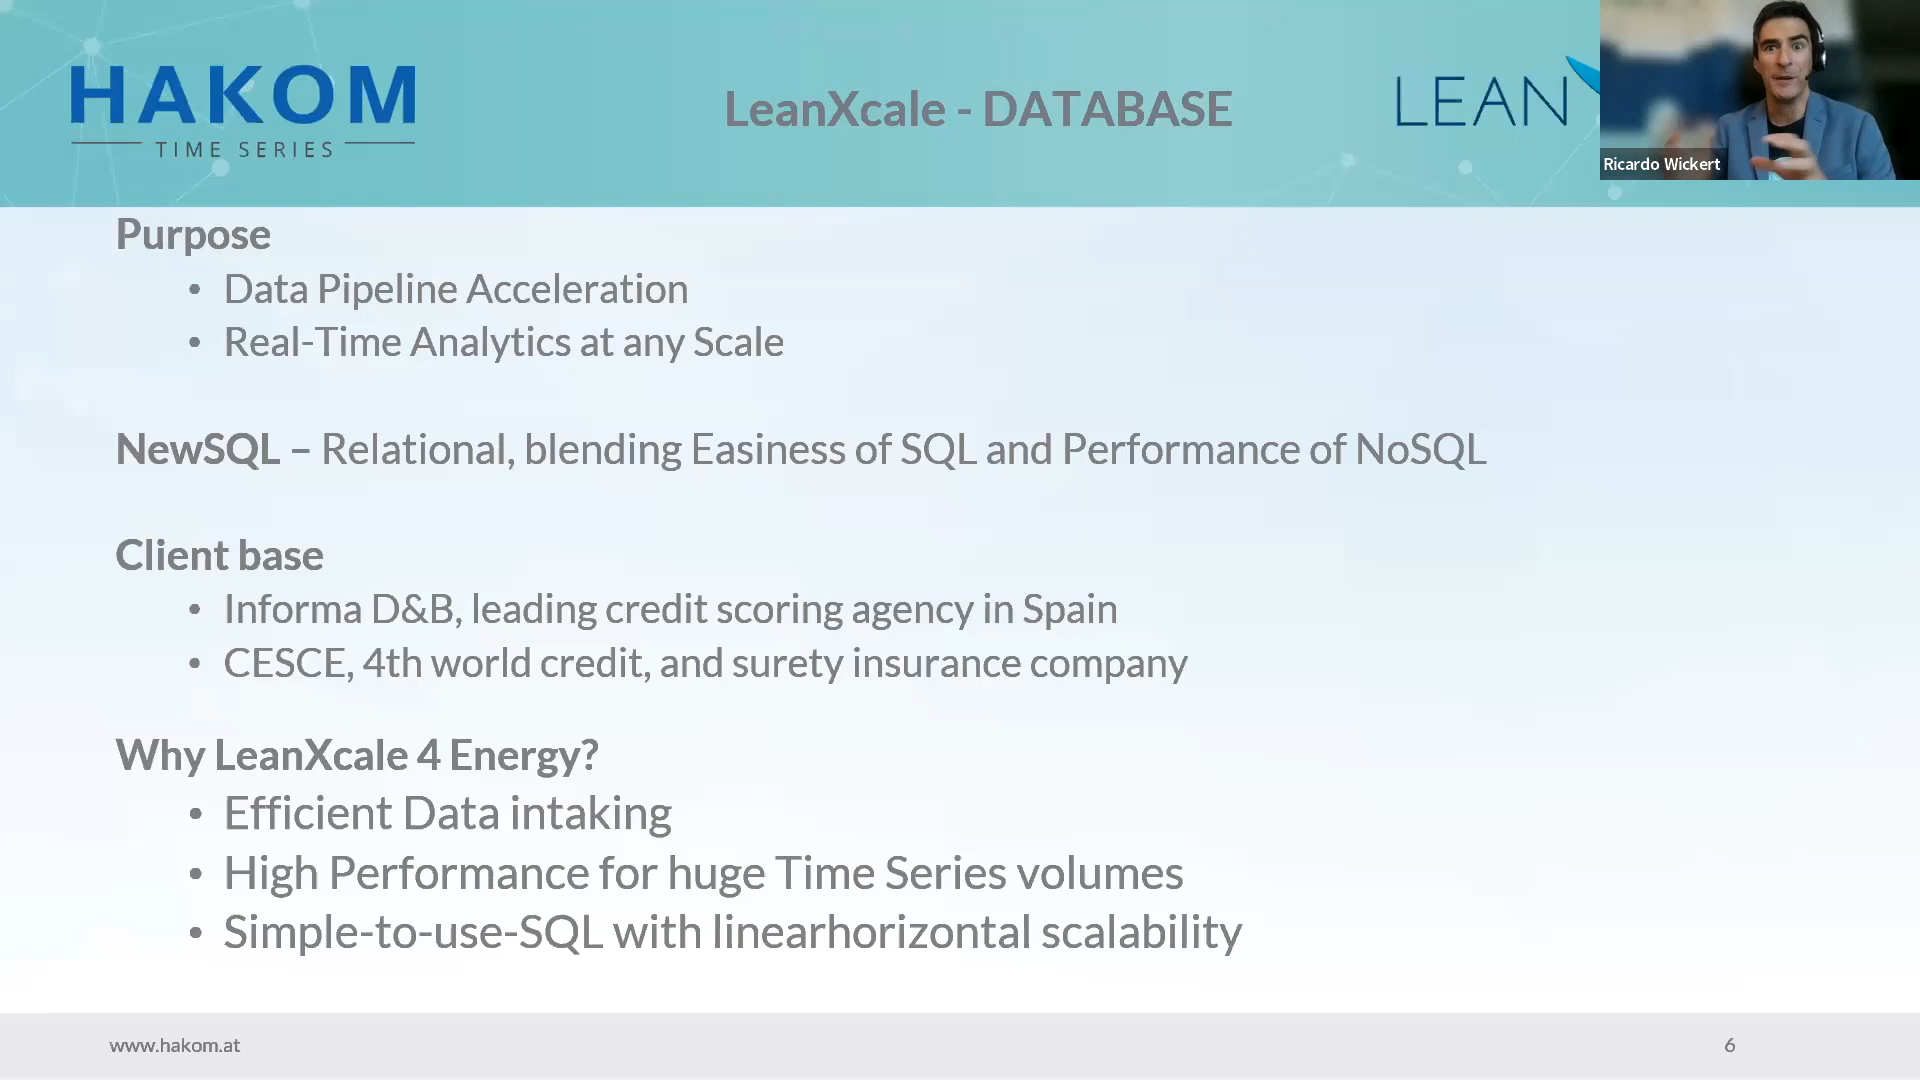 HAKOM
TIME SERIES
LeanXcale - DATABASE
LEAN
Ricardo Wickert
Purpose
• Data Pipeline Acceleration
• Real-Time Analytics at any Scale
NewSQL – Relational, blending Easiness of SQL and Performance of NoSQL
Client base
• Informa D&B, leading credit scoring agency in Spain
• CESCE, 4th world credit, and surety insurance company
Why LeanXcale 4 Energy?
• Efficient Data intaking
• High Performance for huge Time Series volumes
• Simple-to-use-SQL with linearhorizontal scalability
www.hakom.at
6